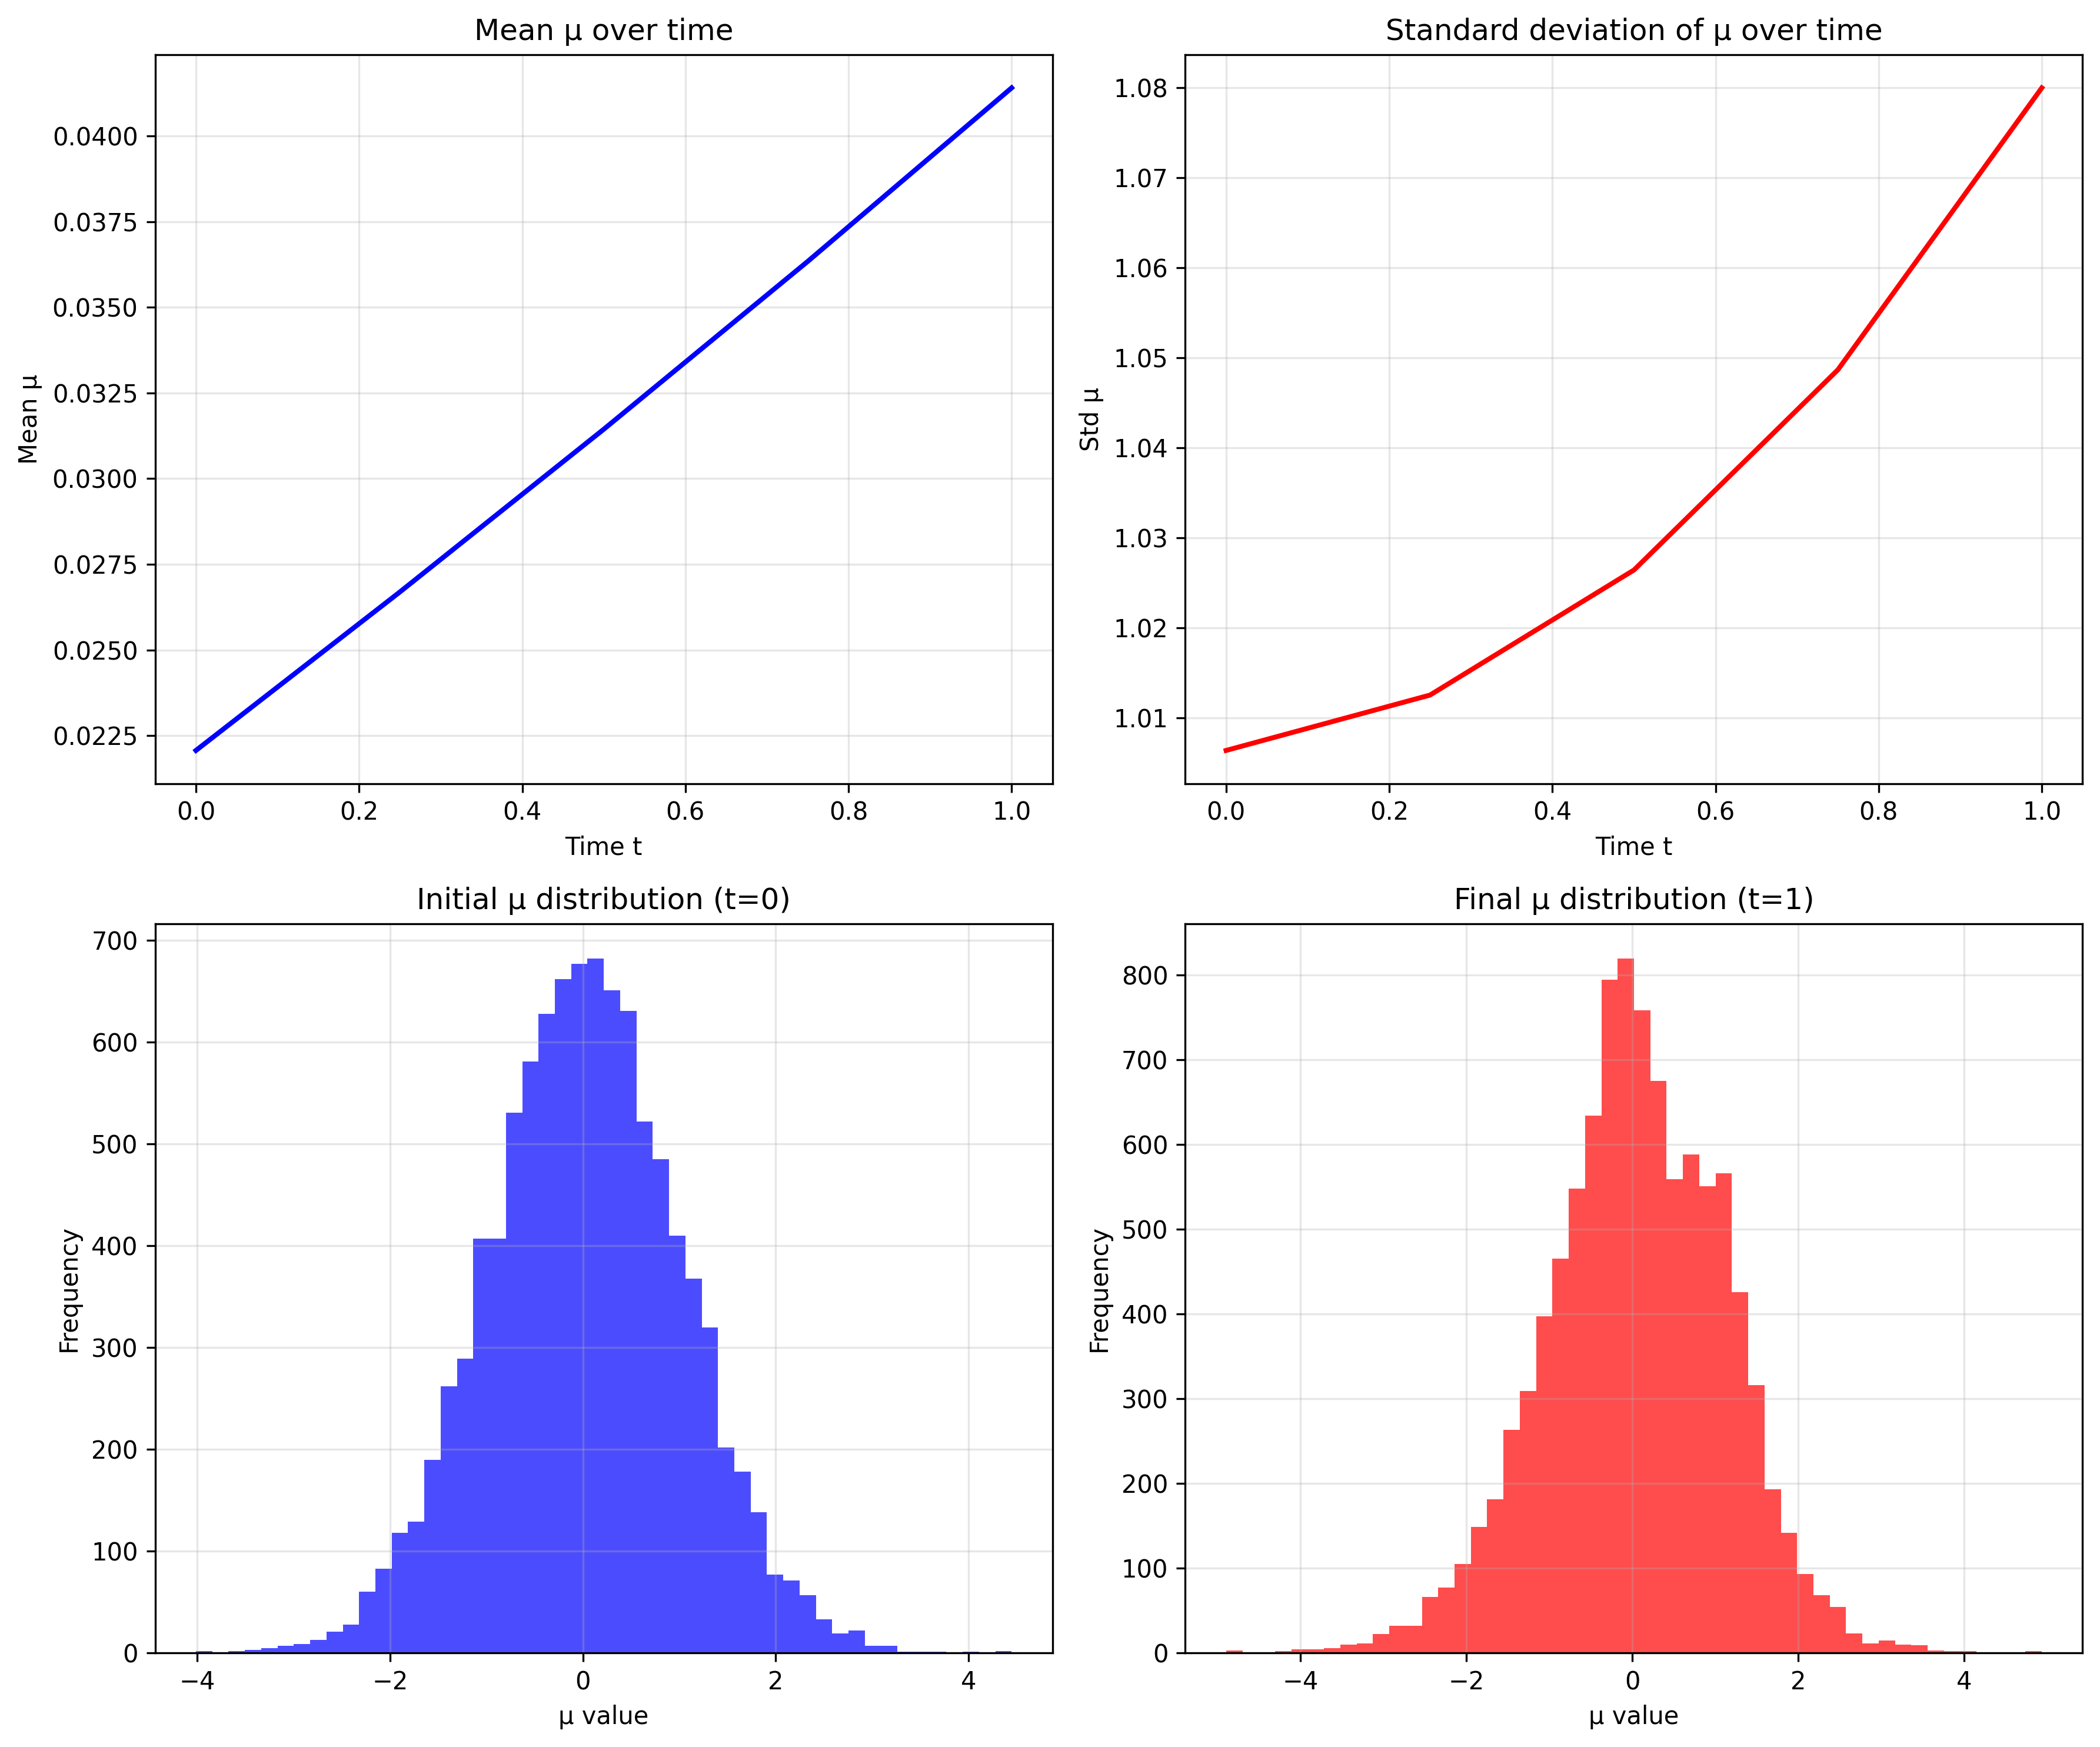 Mean μ over time
Mean μ
0.0400
0.0375
0.0350
0.0325
0.0300
0.0275
0.0250
0.0225
0.0 0.2 0.4 0.6 0.8 1.0
Time t
Standard deviation of μ over time
Std μ
1.08
1.07
1.06
1.05
1.04
1.03
1.02
1.01
0.0 0.2 0.4 0.6 0.8 1.0
Time t
Initial μ distribution (t=0)
Frequency
700
600
500
400
300
200
100
0
−4 −2 0 2 4
μ value
Final μ distribution (t=1)
Frequency
800
700
600
500
400
300
200
100
0
−4 −2 0 2 4
μ value